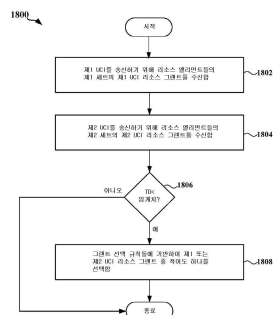 1800
시작
제1 UCI를 송신하기 위해 리소스 엘리먼트들의
제1 세트의 제1 UCI 리소스 그랜트를 수신함
1802
제2 UCI를 송신하기 위해 리소스 엘리먼트들의
제2 세트의 제2 UCI 리소스 그랜트를 수신함
1804
1806
아니오
TD<
임계치?
예
그랜트 선택 규칙들에 기반하여 제1 또는
제2 UCI 리소스 그랜트 중 적어도 하나를
선택함
1808
종료